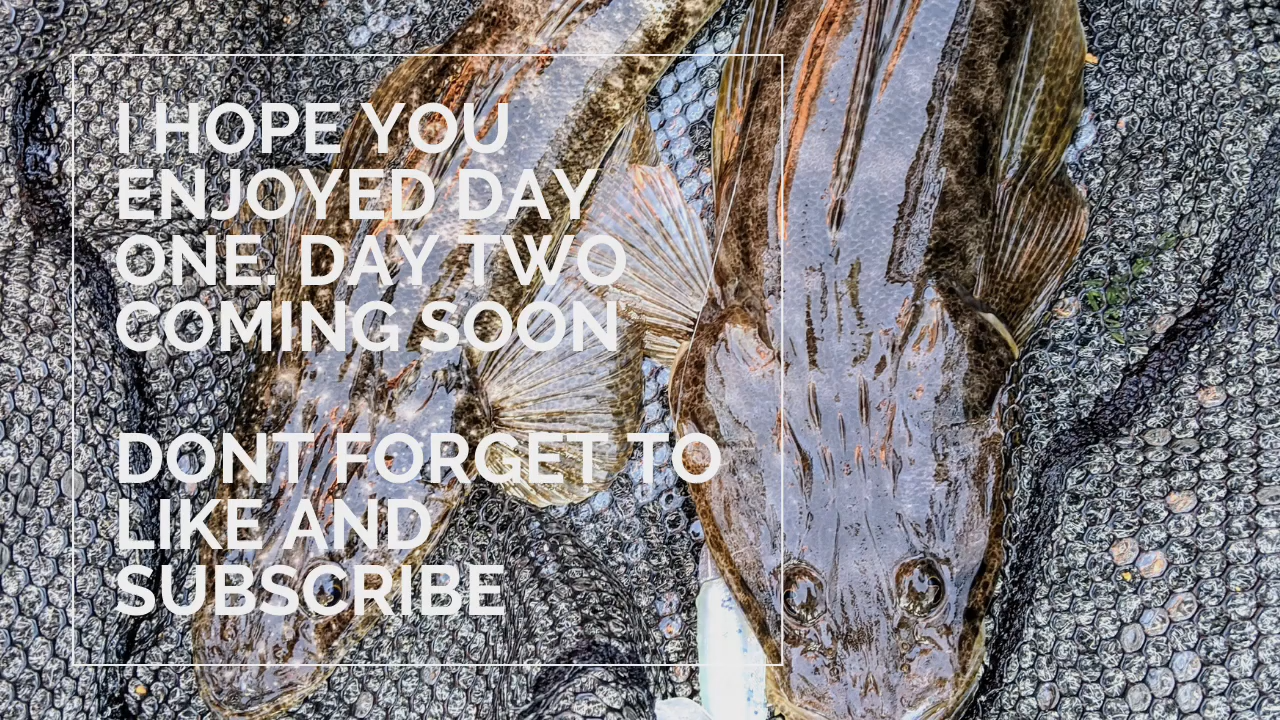 I HOPE YOU
ENJOYED DAY
ONE. DAY TWO
COMING SOON
DONT FORGET TO
LIKE AND
SUBSCRIBE